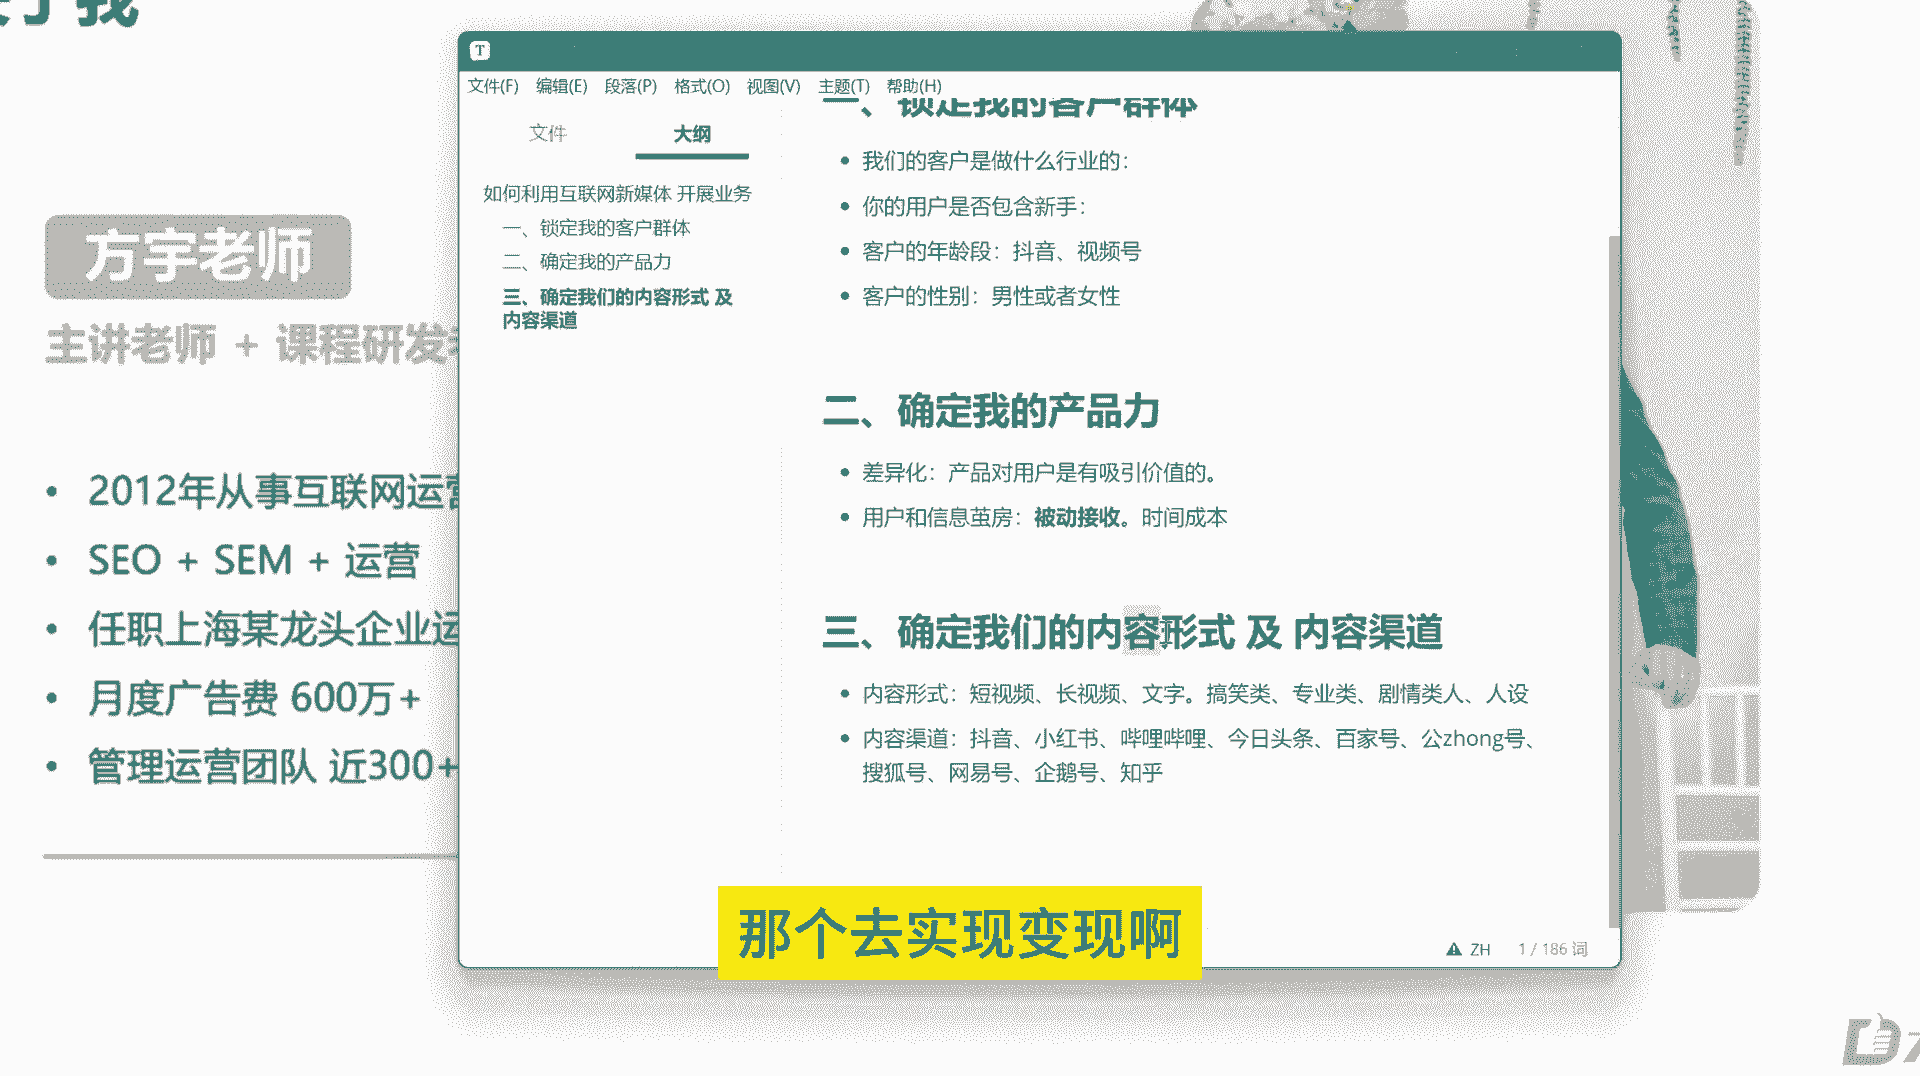 方宇老师
主讲老师 + 课程研发
2012年从事互联网运营
SEO + SEM + 运营
任职上海某龙头企业运
月度广告费 600万+
管理运营团队 近300+
T
文件(F) 编辑(E) 段落(P) 格式(O) 视图(V) 主题(T) 帮助(H)
文件 大纲
如何利用互联网新媒体 开展业务
一、锁定我的客户群体
二、确定我的产品力
三、确定我们的内容形式 及
内容渠道
一、锁定我的客户群体
我们的客户是做什么行业的：
你的用户是否包含新手：
客户的年龄段：抖音、视频号
客户的性别：男性或者女性
二、确定我的产品力
差异化：产品对用户是有吸引价值的。
用户和信息茧房：被动接收。时间成本
三、确定我们的内容形式 及 内容渠道
内容形式：短视频、长视频、文字。搞笑类、专业类、剧情类人、人设
内容渠道：抖音、小红书、哔哩哔哩、今日头条、百家号、公zhong号、
搜狐号、网易号、企鹅号、知乎
ZH 1 / 186 词
那个去实现变现啊